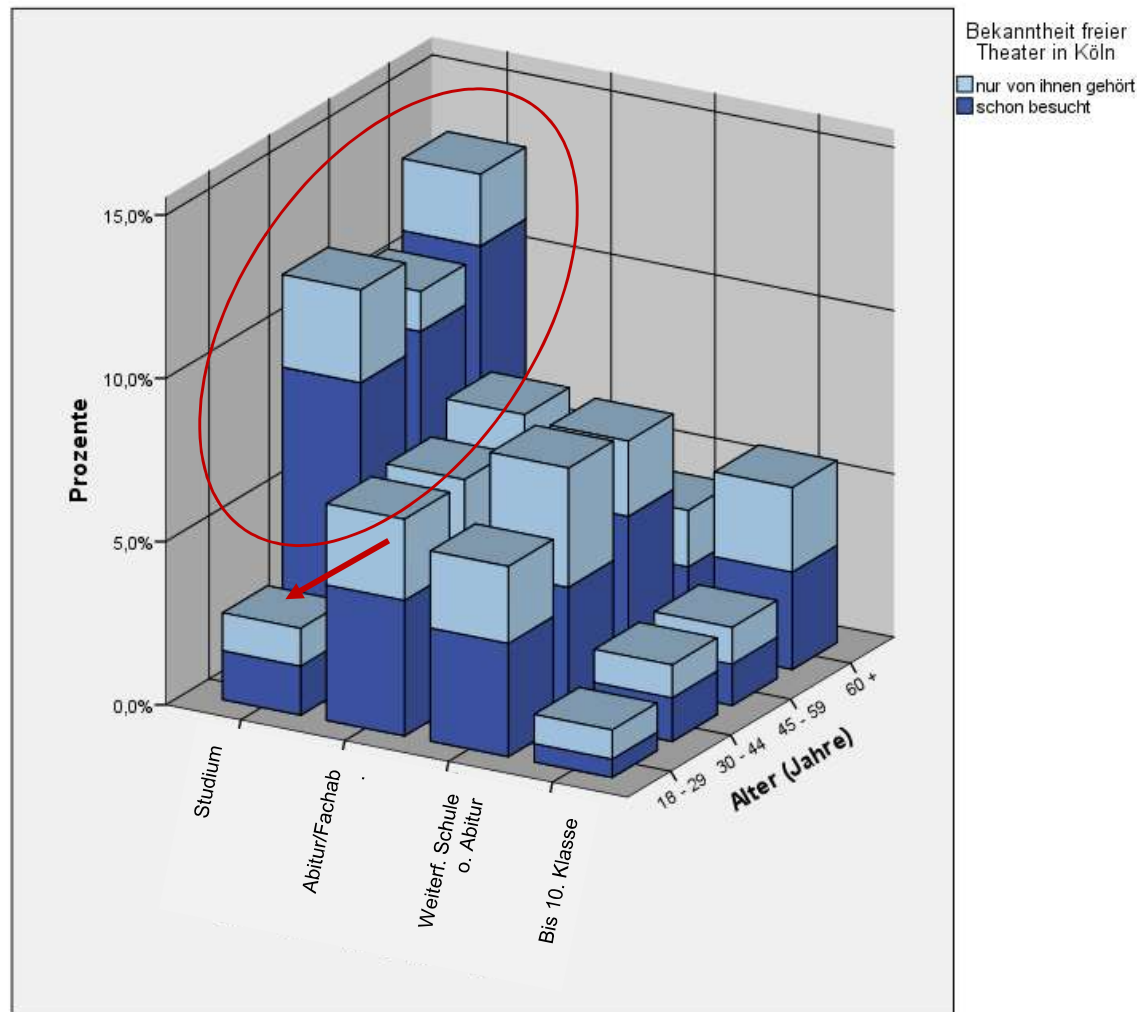 Bekanntheit freier
Theater in Köln
nur von ihnen gehört
schon besucht
15,0%
10,0%
5,0%
0,0%
Prozente
Studium
Abitur/Fachab
.
Weiterf. Schule
o. Abitur
Bis 10. Klasse
18 - 29
30 - 44
45 - 59
60 +
Alter (Jahre)